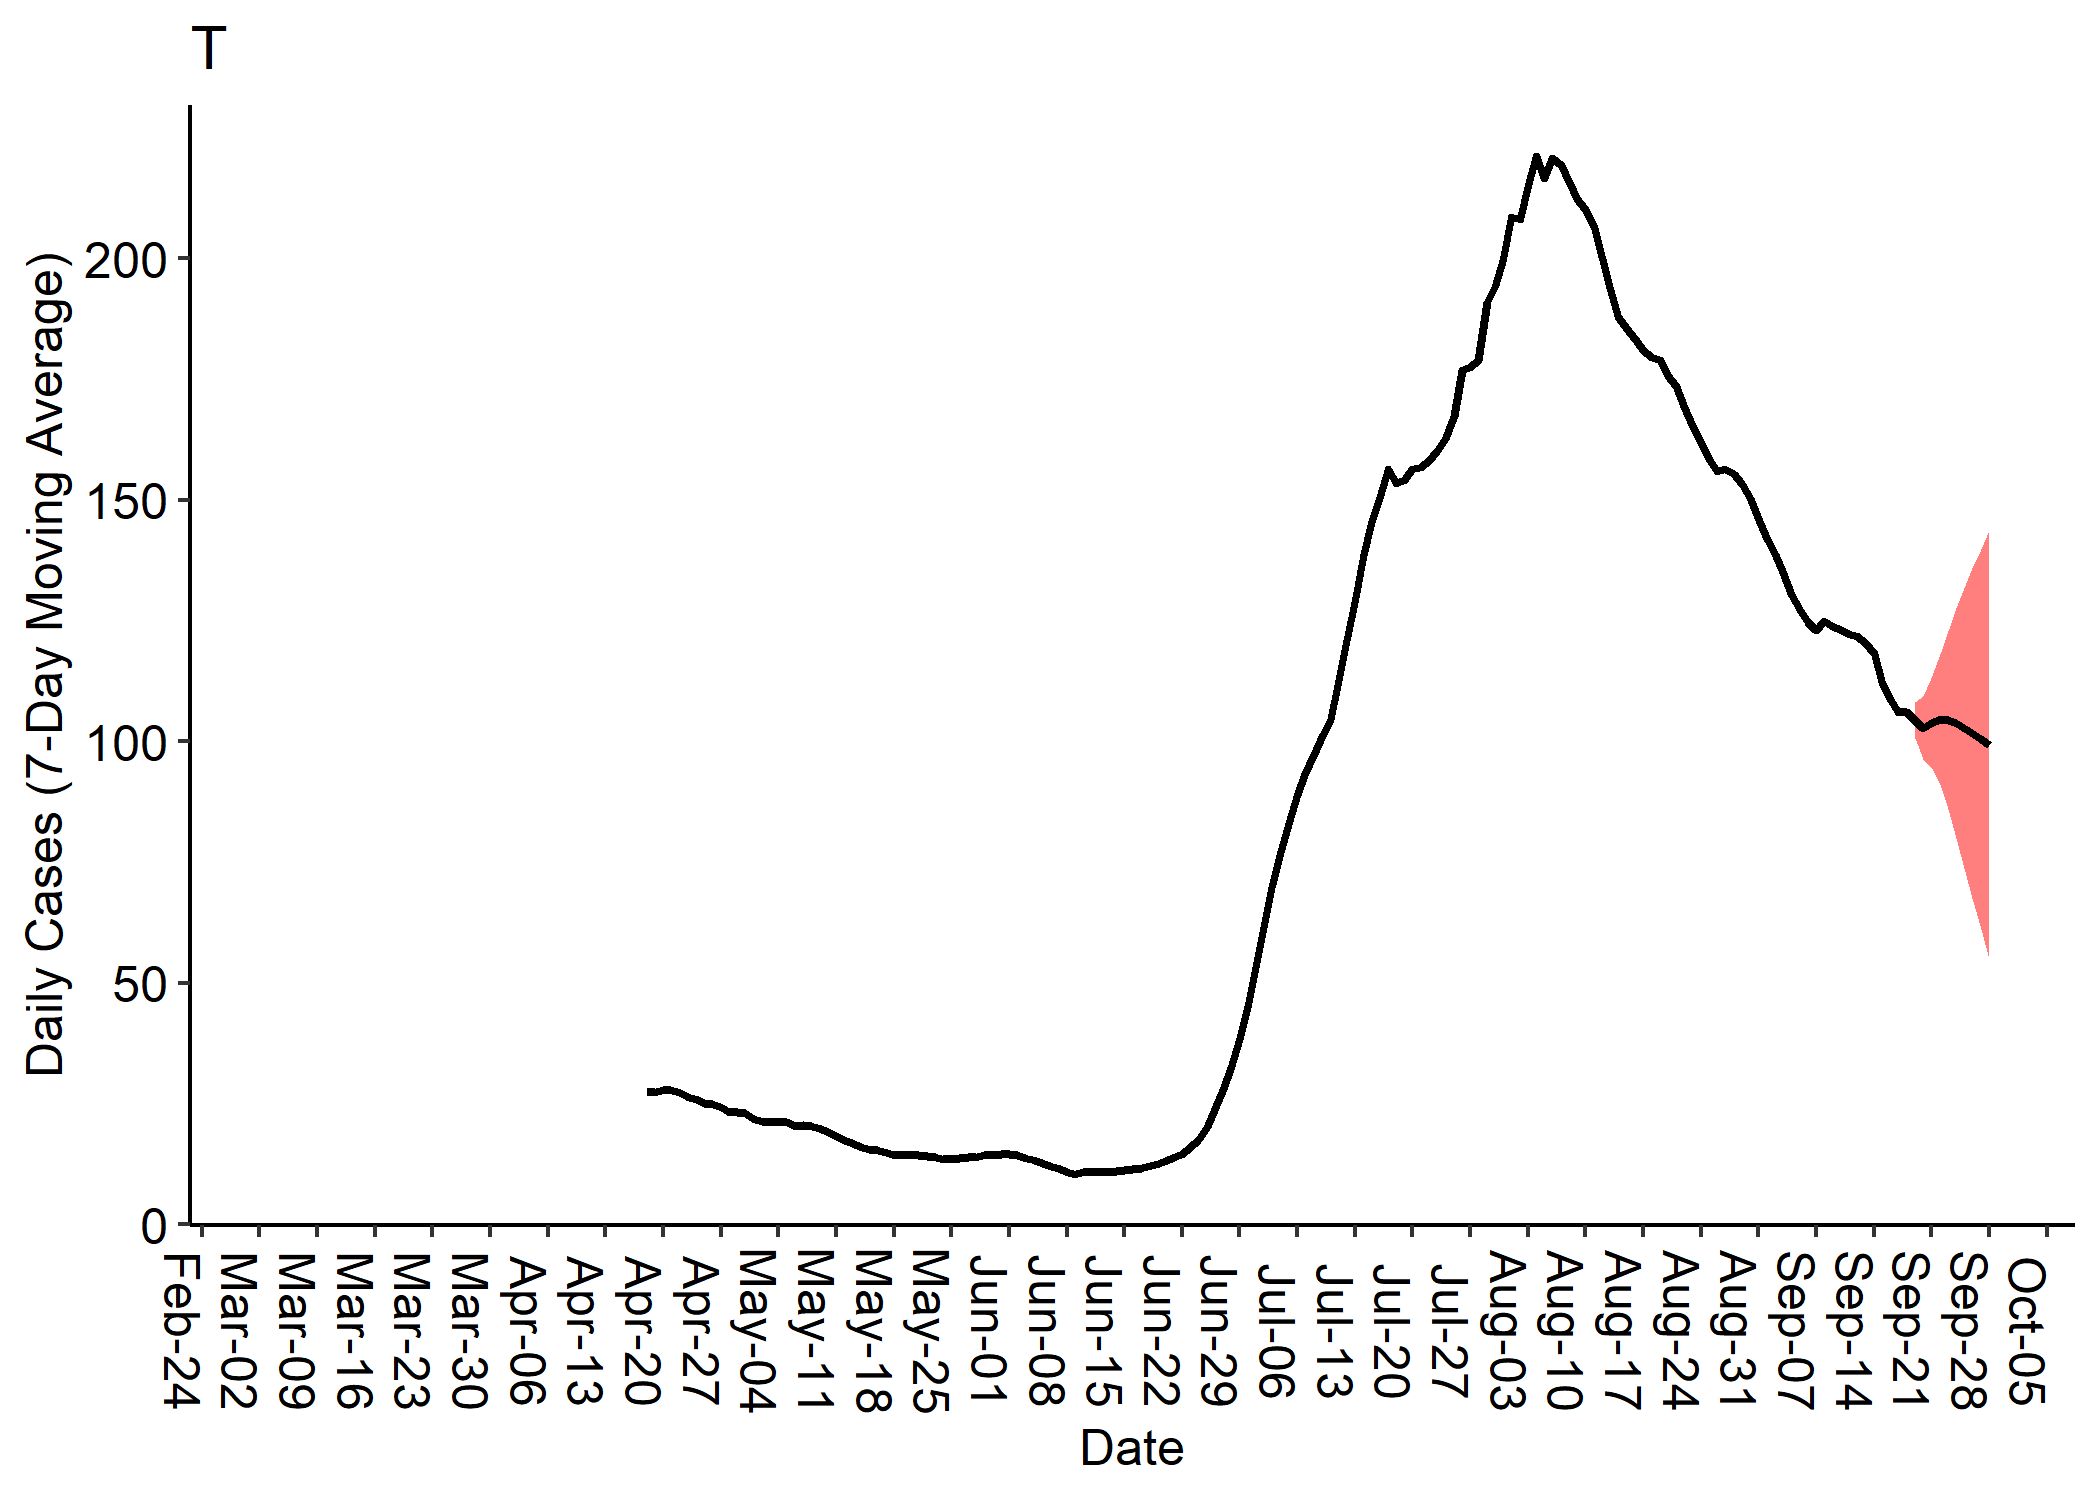 T
Daily Cases (7-Day Moving Average)
200
150
100
50
0
Feb-24
Mar-02
Mar-09
Mar-16
Mar-23
Mar-30
Apr-06
Apr-13
Apr-20
Apr-27
May-04
May-11
May-18
May-25
Jun-01
Jun-08
Jun-15
Jun-22
Jun-29
Jul-06
Jul-13
Jul-20
Jul-27
Aug-03
Aug-10
Aug-17
Aug-24
Aug-31
Sep-07
Sep-14
Sep-21
Sep-28
Oct-05
Date